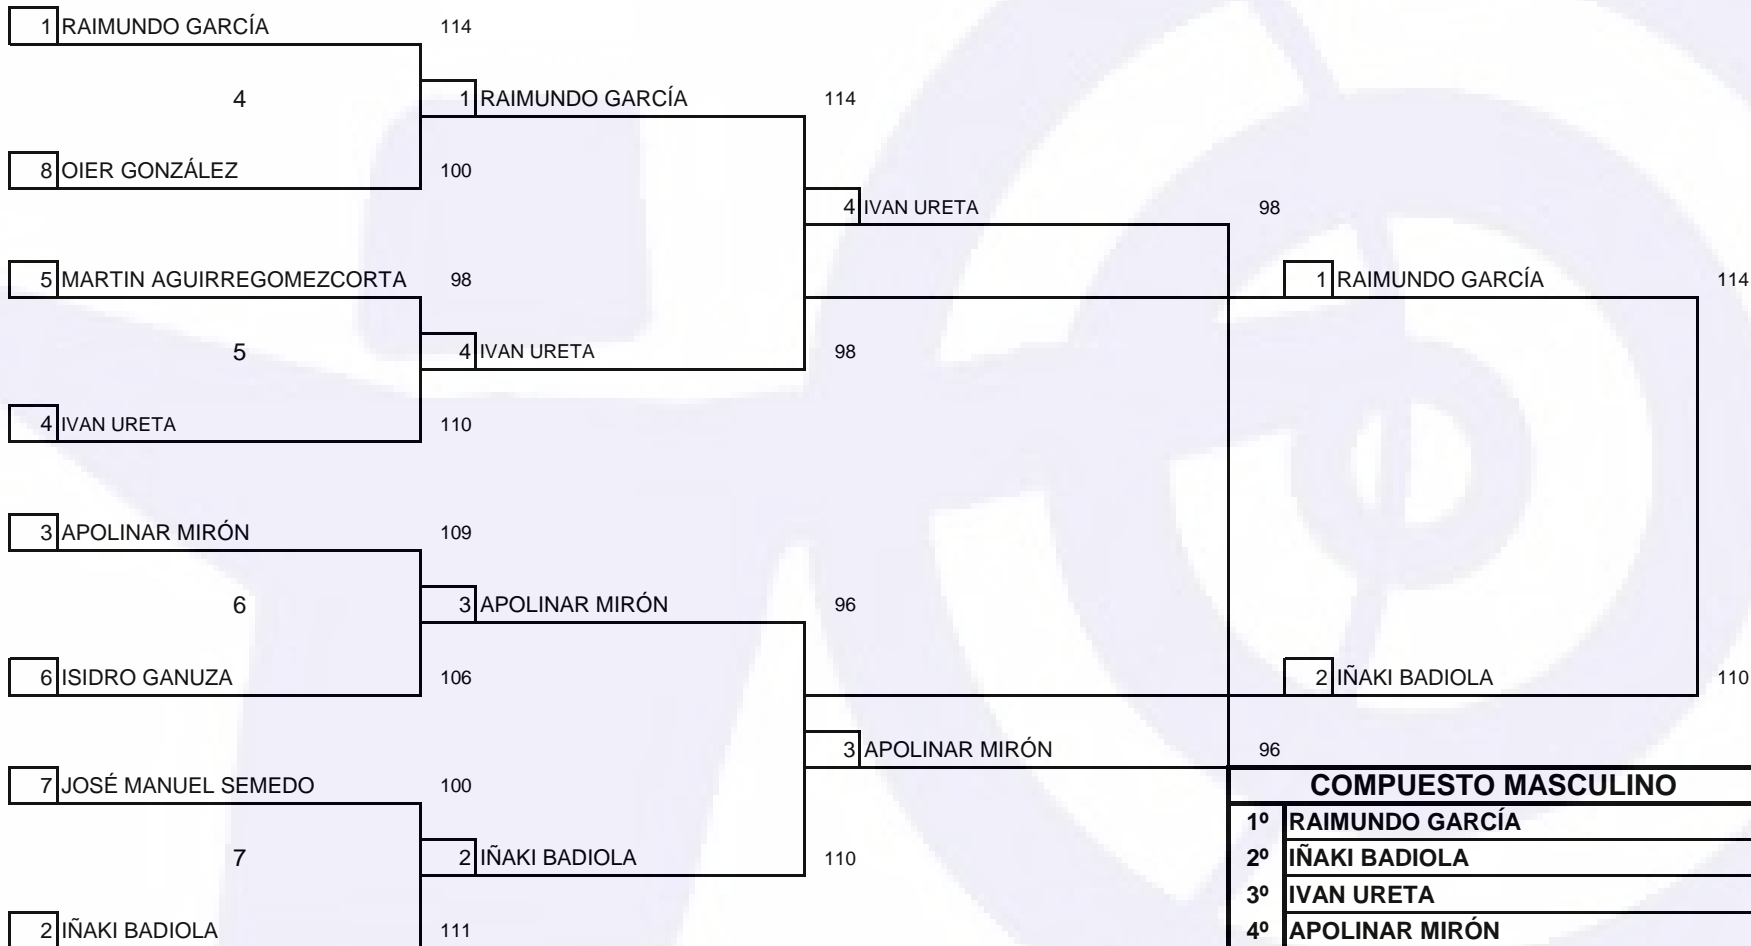 1 RAIMUNDO GARCÍA 114
4 1 RAIMUNDO GARCÍA 114
8 OIER GONZÁLEZ 100
4 IVAN URETA 98
5 MARTIN AGUIRREGOMEZCORTA 98 1 RAIMUNDO GARCÍA 114
5 4 IVAN URETA 98
4 IVAN URETA 110
3 APOLINAR MIRÓN 109
6 3 APOLINAR MIRÓN 96
6 ISIDRO GANUZA 106 2 IÑAKI BADIOLA 110
3 APOLINAR MIRÓN 96
7 JOSÉ MANUEL SEMEDO 100 COMPUESTO MASCULINO
1º RAIMUNDO GARCÍA
7 2 IÑAKI BADIOLA 110 2º IÑAKI BADIOLA
3º IVAN URETA
2 IÑAKI BADIOLA 111 4º APOLINAR MIRÓN